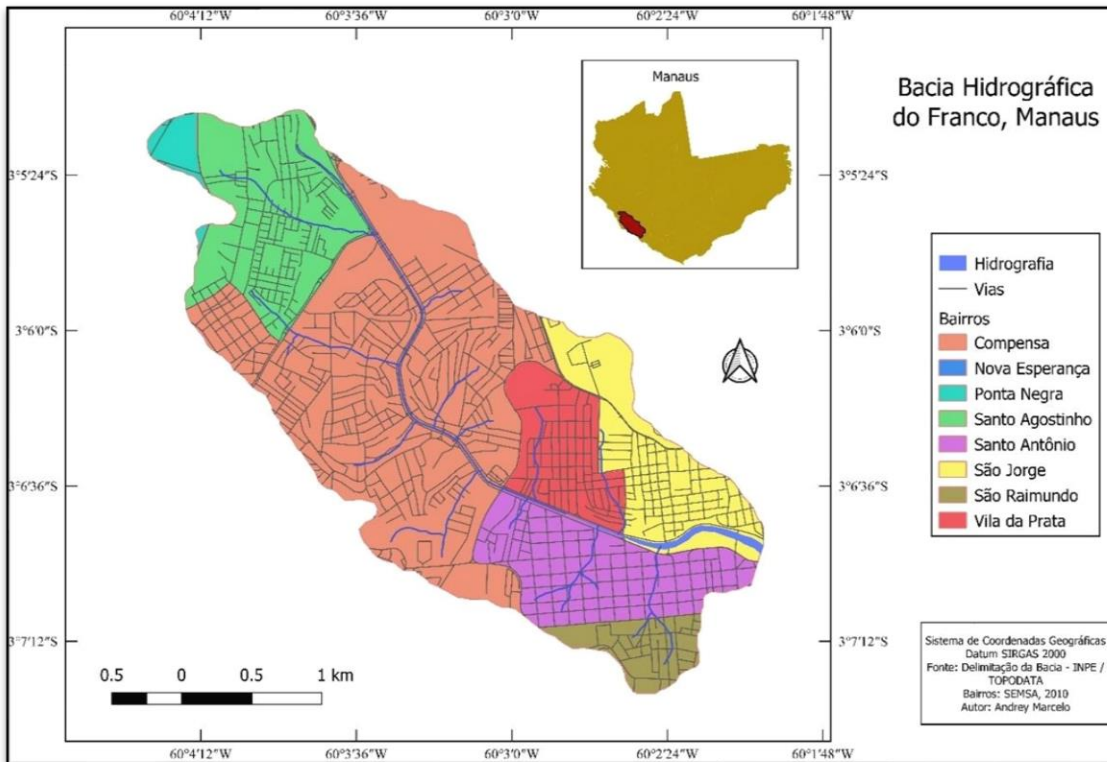 60°4'12"W 60°3'36"W 60°3'0"W 60°2'24"W 60°1'48"W
Manaus
Bacia Hidrográfica
do Franco, Manaus
3°5'24"S 3°5'24"S
Hidrografia
Vias
Bairros
3°6'0"S 3°6'0"S
Compensa
Nova Esperança
Ponta Negra
Santo Agostinho
Santo Antônio
São Jorge
São Raimundo
Vila da Prata
3°6'36"S 3°6'36"S
3°7'12"S 3°7'12"S
0.5 0 0.5 1 km
Sistema de Coordenadas Geográficas
Datum SIRGAS 2000
Fonte: Delimitação da Bacia - INPE /
TOPODATA
Bairros: SEMSA, 2010
Autor: Andrey Marcelo
60°4'12"W 60°3'36"W 60°3'0"W 60°2'24"W 60°1'48"W